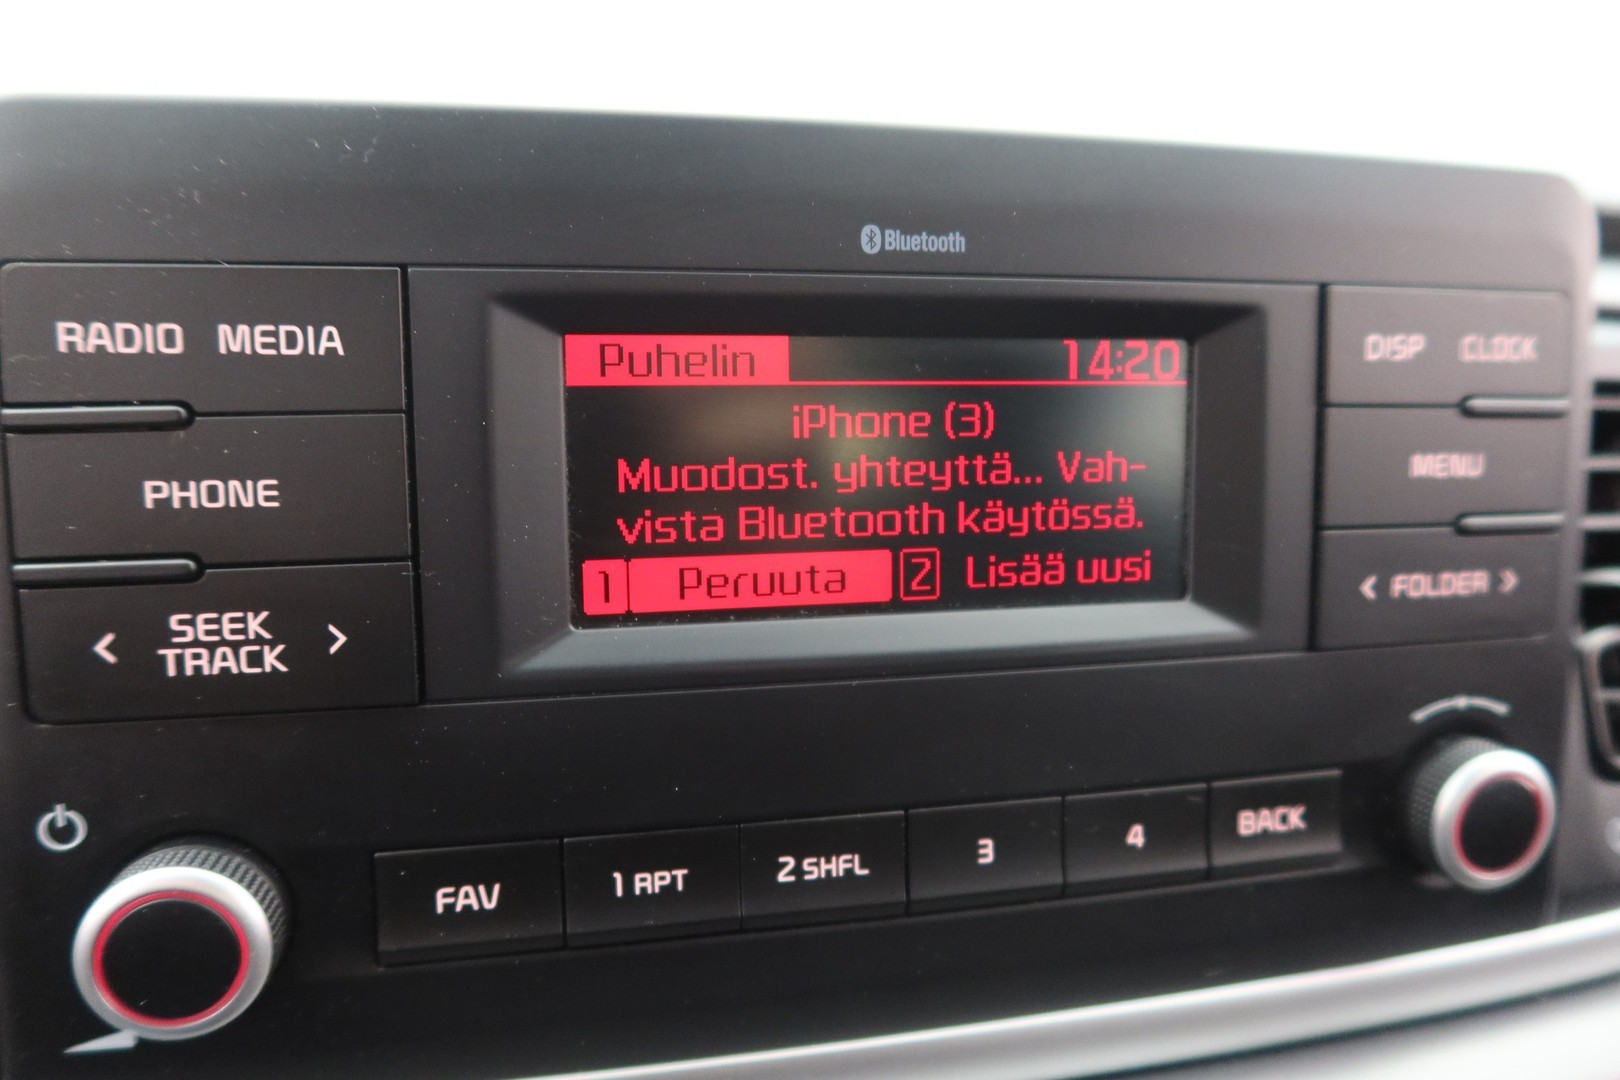 Bluetooth
RADIO MEDIA
PHONE
< SEEK TRACK >
Puhelin 14:20
iPhone (3)
Muodost. yhteyttä... Vah-
vista Bluetooth käytössä.
1 Peruuta 2 Lisää uusi
DISP CLOCK
MENU
< FOLDER >
FAV 1 RPT 2 SHFL 3 4 BACK